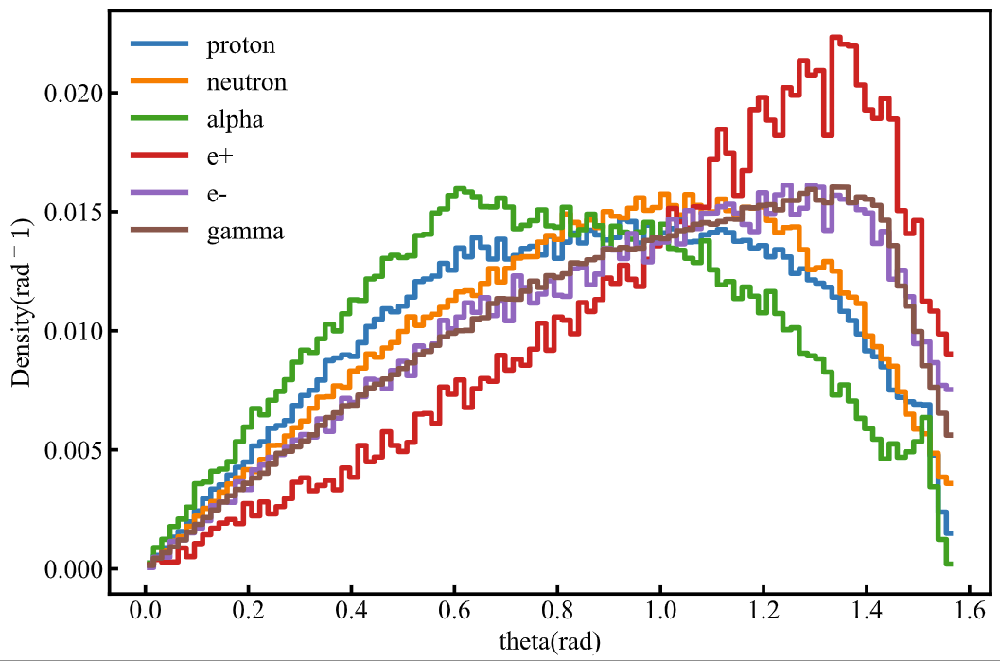 proton
neutron
alpha
e+
e-
gamma
Density(rad − 1)
0.020
0.015
0.010
0.005
0.000
0.0 0.2 0.4 0.6 0.8 1.0 1.2 1.4 1.6
theta(rad)